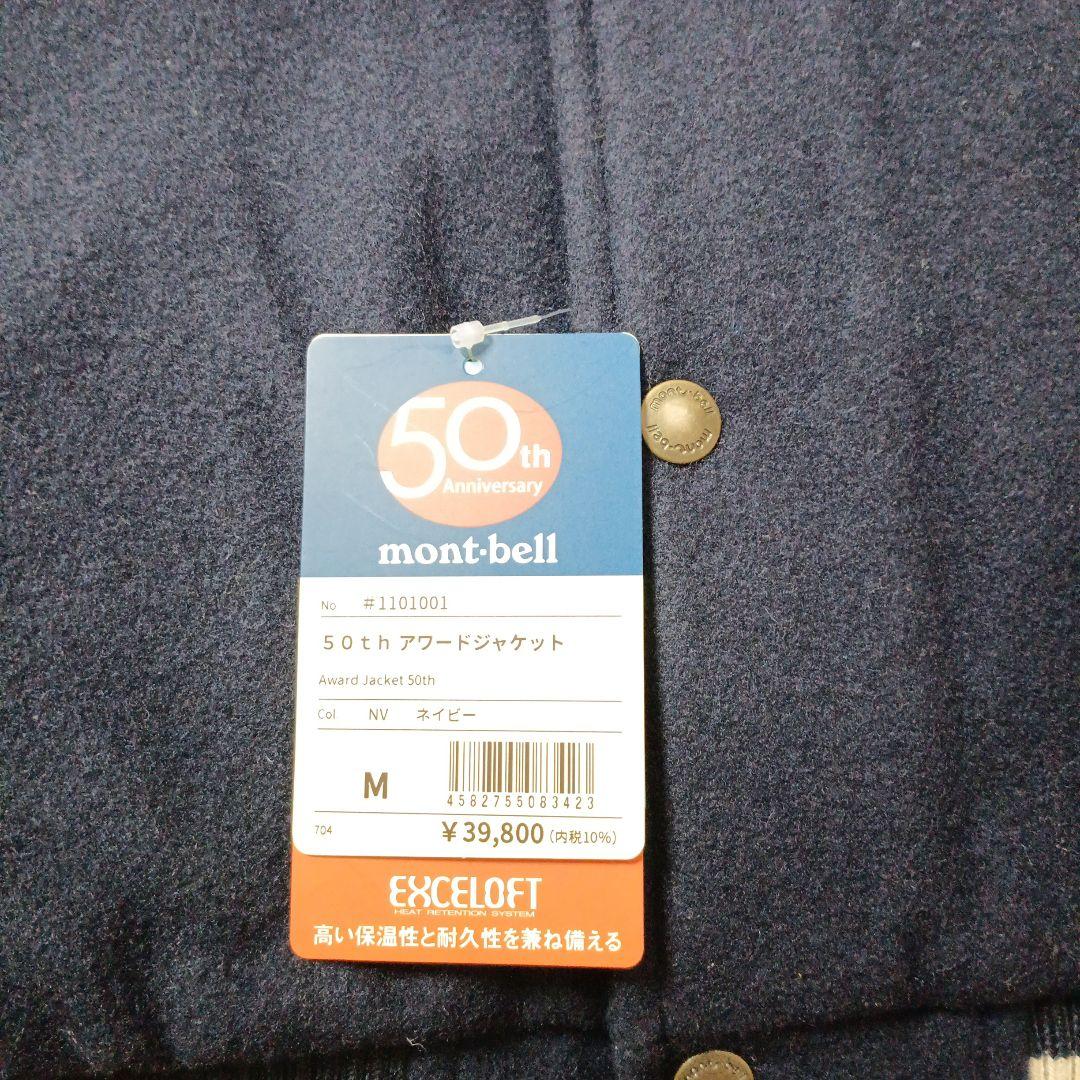 50th
Anniversary
mont·bell
No #1101001
５０ｔｈ アワードジャケット
Award Jacket 50th
Col. NV ネイビー
M
4582755083423
704 ￥39,800 (内税10%)
EXCELOFT
HEAT RETENTION SYSTEM
高い保温性と耐久性を兼ね備える
mont·bell
mont·bell